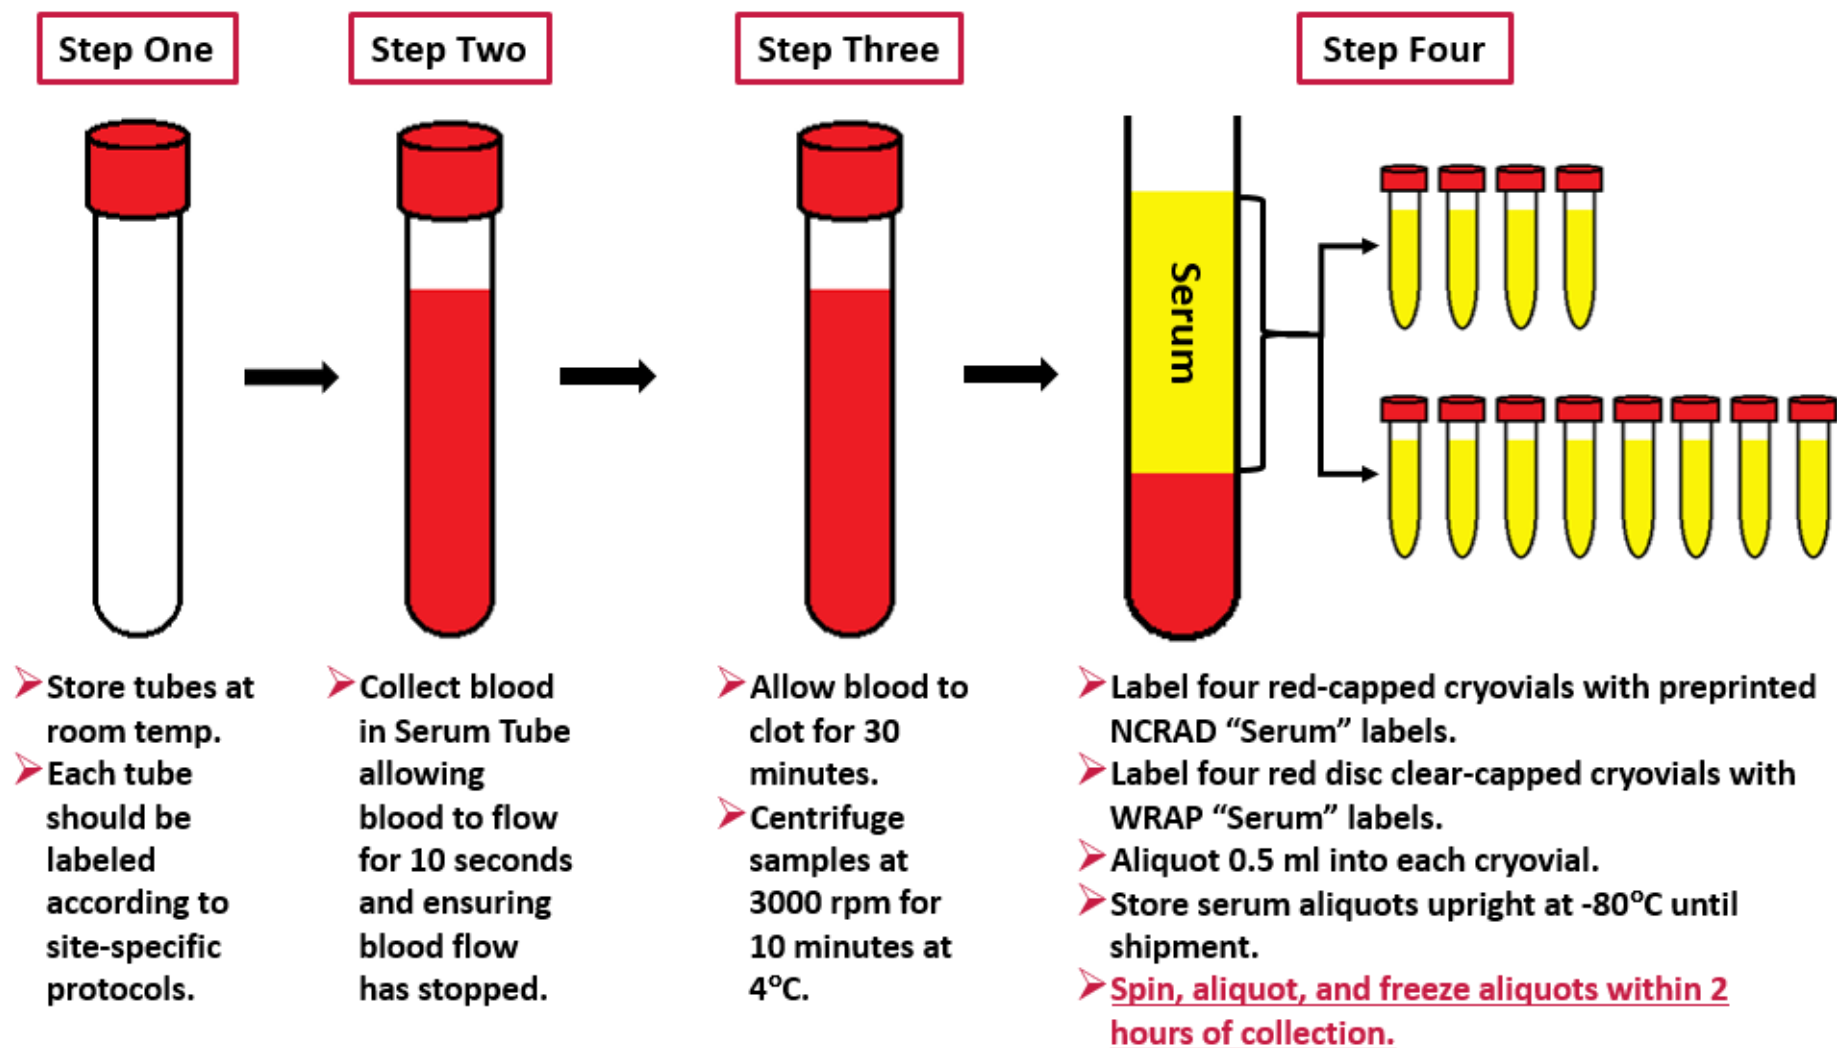 Step One
Step Two
Step Three
Step Four
Serum
➢Store tubes at
room temp.
➢Each tube
should be
labeled
according to
site-specific
protocols.
➢Collect blood
in Serum Tube
allowing
blood to flow
for 10 seconds
and ensuring
blood flow
has stopped.
➢Allow blood to
clot for 30
minutes.
➢Centrifuge
samples at
3000 rpm for
10 minutes at
4°C.
➢Label four red-capped cryovials with preprinted
NCRAD “Serum” labels.
➢Label four red disc clear-capped cryovials with
WRAP “Serum” labels.
➢Aliquot 0.5 ml into each cryovial.
➢Store serum aliquots upright at -80°C until
shipment.
➢Spin, aliquot, and freeze aliquots within 2
hours of collection.